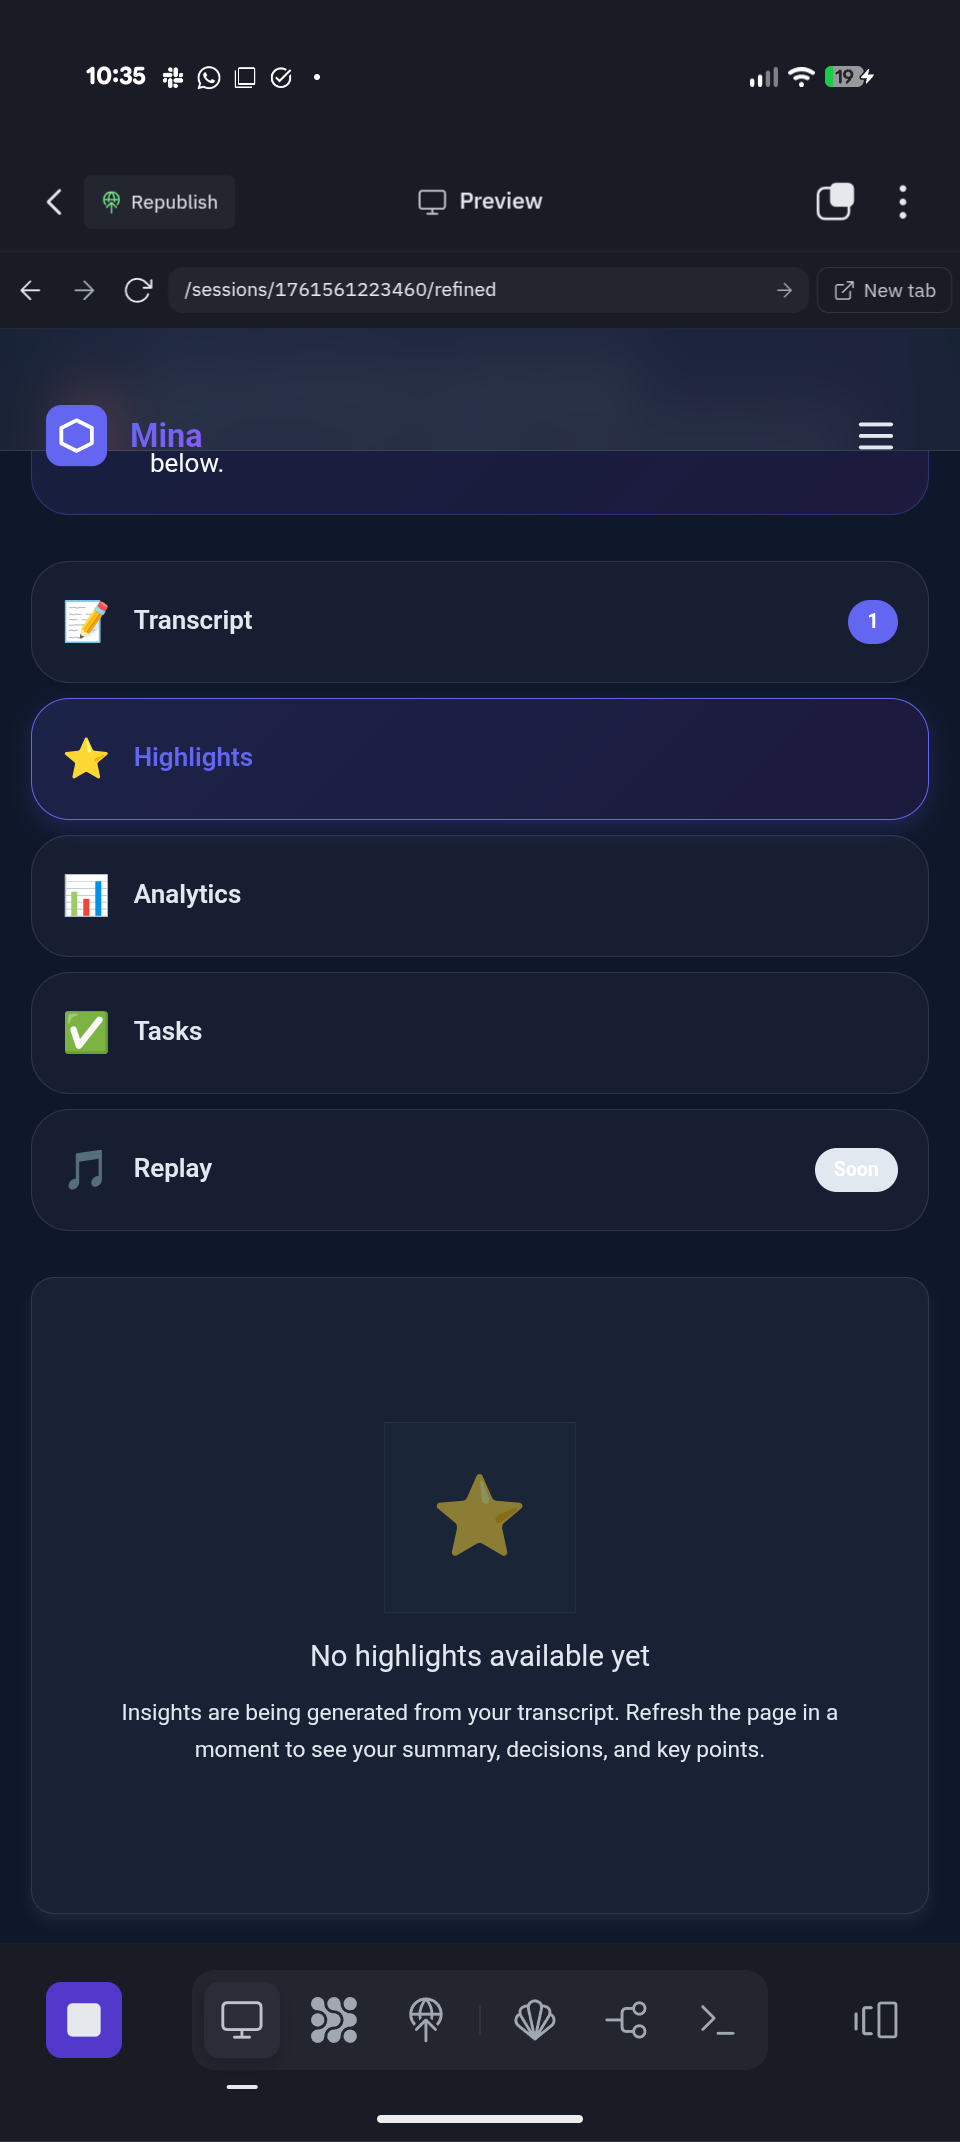 10:35
19
Republish
Preview
/sessions/1761561223460/refined
New tab
Mina
below.
Transcript
1
Highlights
Analytics
Tasks
Replay
Soon
No highlights available yet
Insights are being generated from your transcript. Refresh the page in a
moment to see your summary, decisions, and key points.